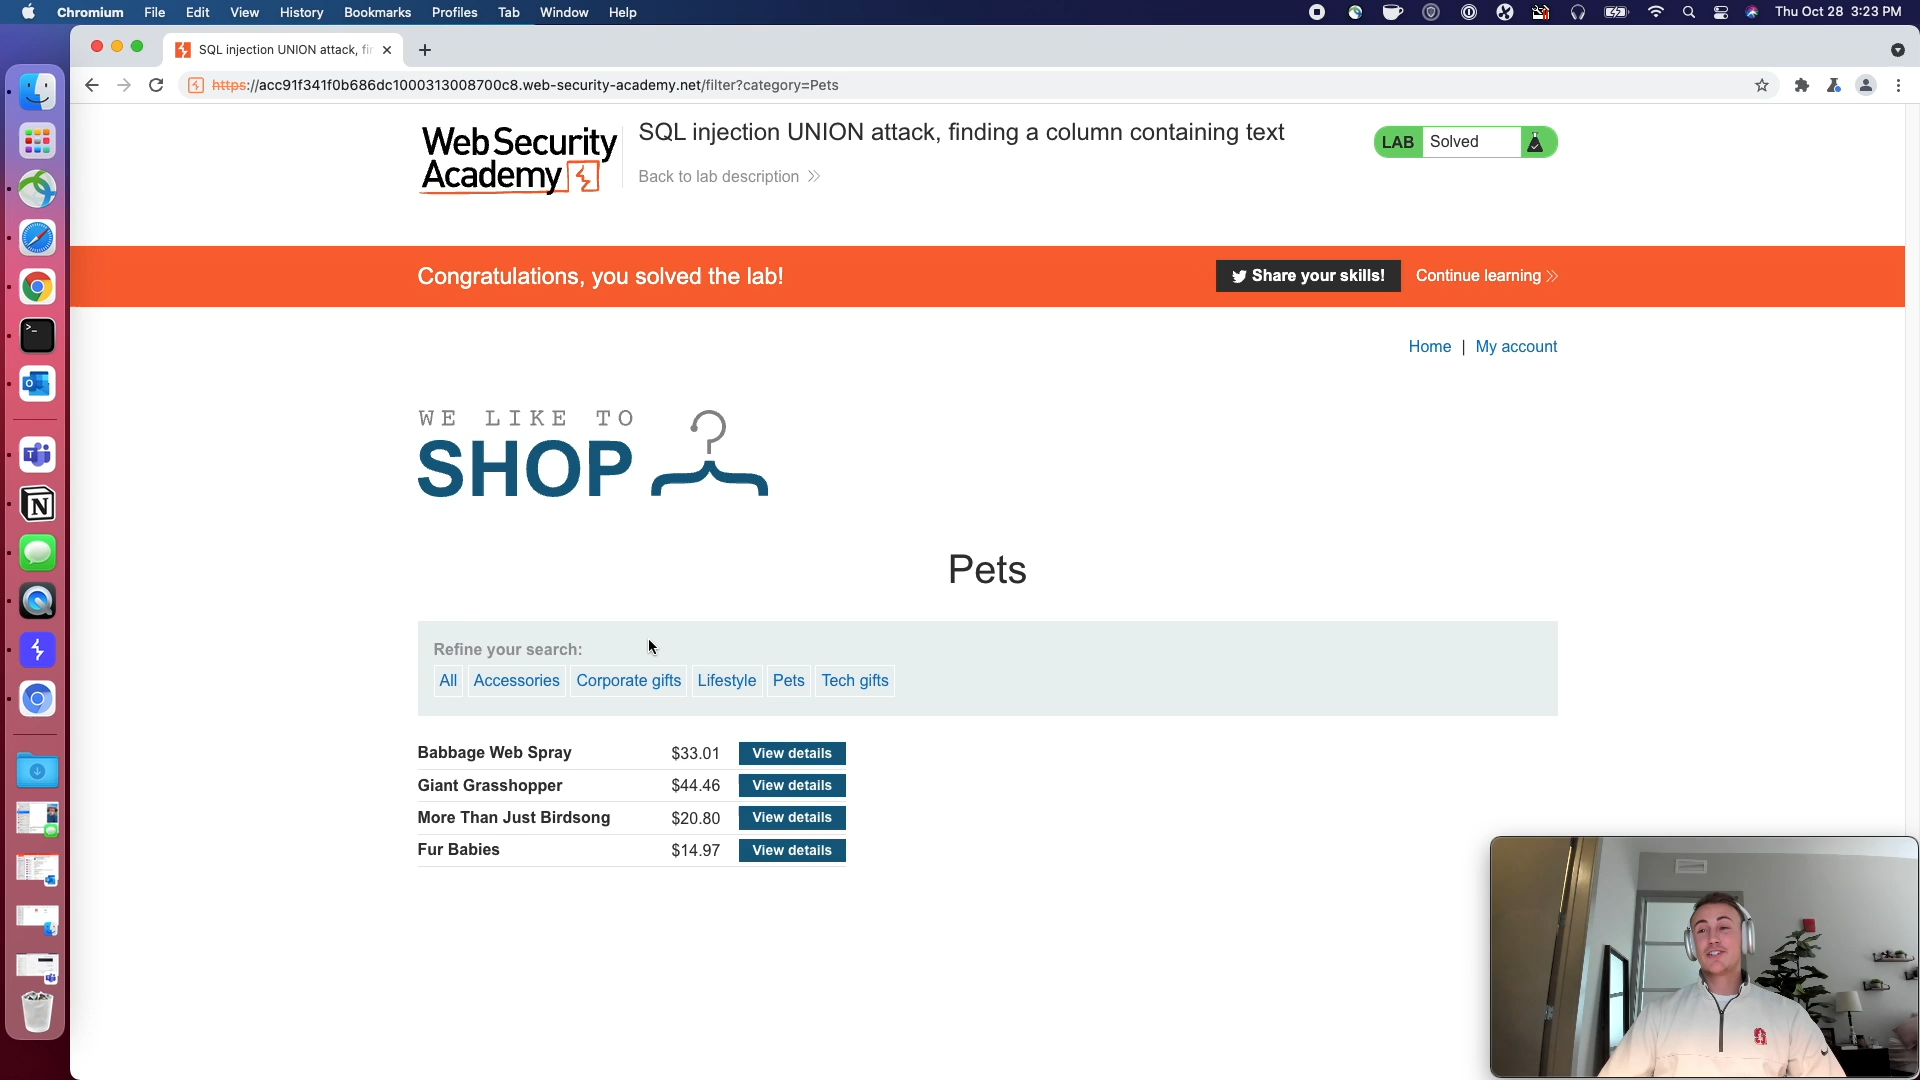 Chromium File Edit View History Bookmarks Profiles Tab Window Help
Thu Oct 28 3:23 PM
SQL injection UNION attack, fir
https://acc91f341f0b686dc1000313008700c8.web-security-academy.net/filter?category=Pets
Web Security
Academy
SQL injection UNION attack, finding a column containing text
Back to lab description
LAB Solved
Congratulations, you solved the lab!
Share your skills!
Continue learning
Home | My account
WE LIKE TO
SHOP
Pets
Refine your search:
All Accessories Corporate gifts Lifestyle Pets Tech gifts
Babbage Web Spray $33.01 View details
Giant Grasshopper $44.46 View details
More Than Just Birdsong $20.80 View details
Fur Babies $14.97 View details